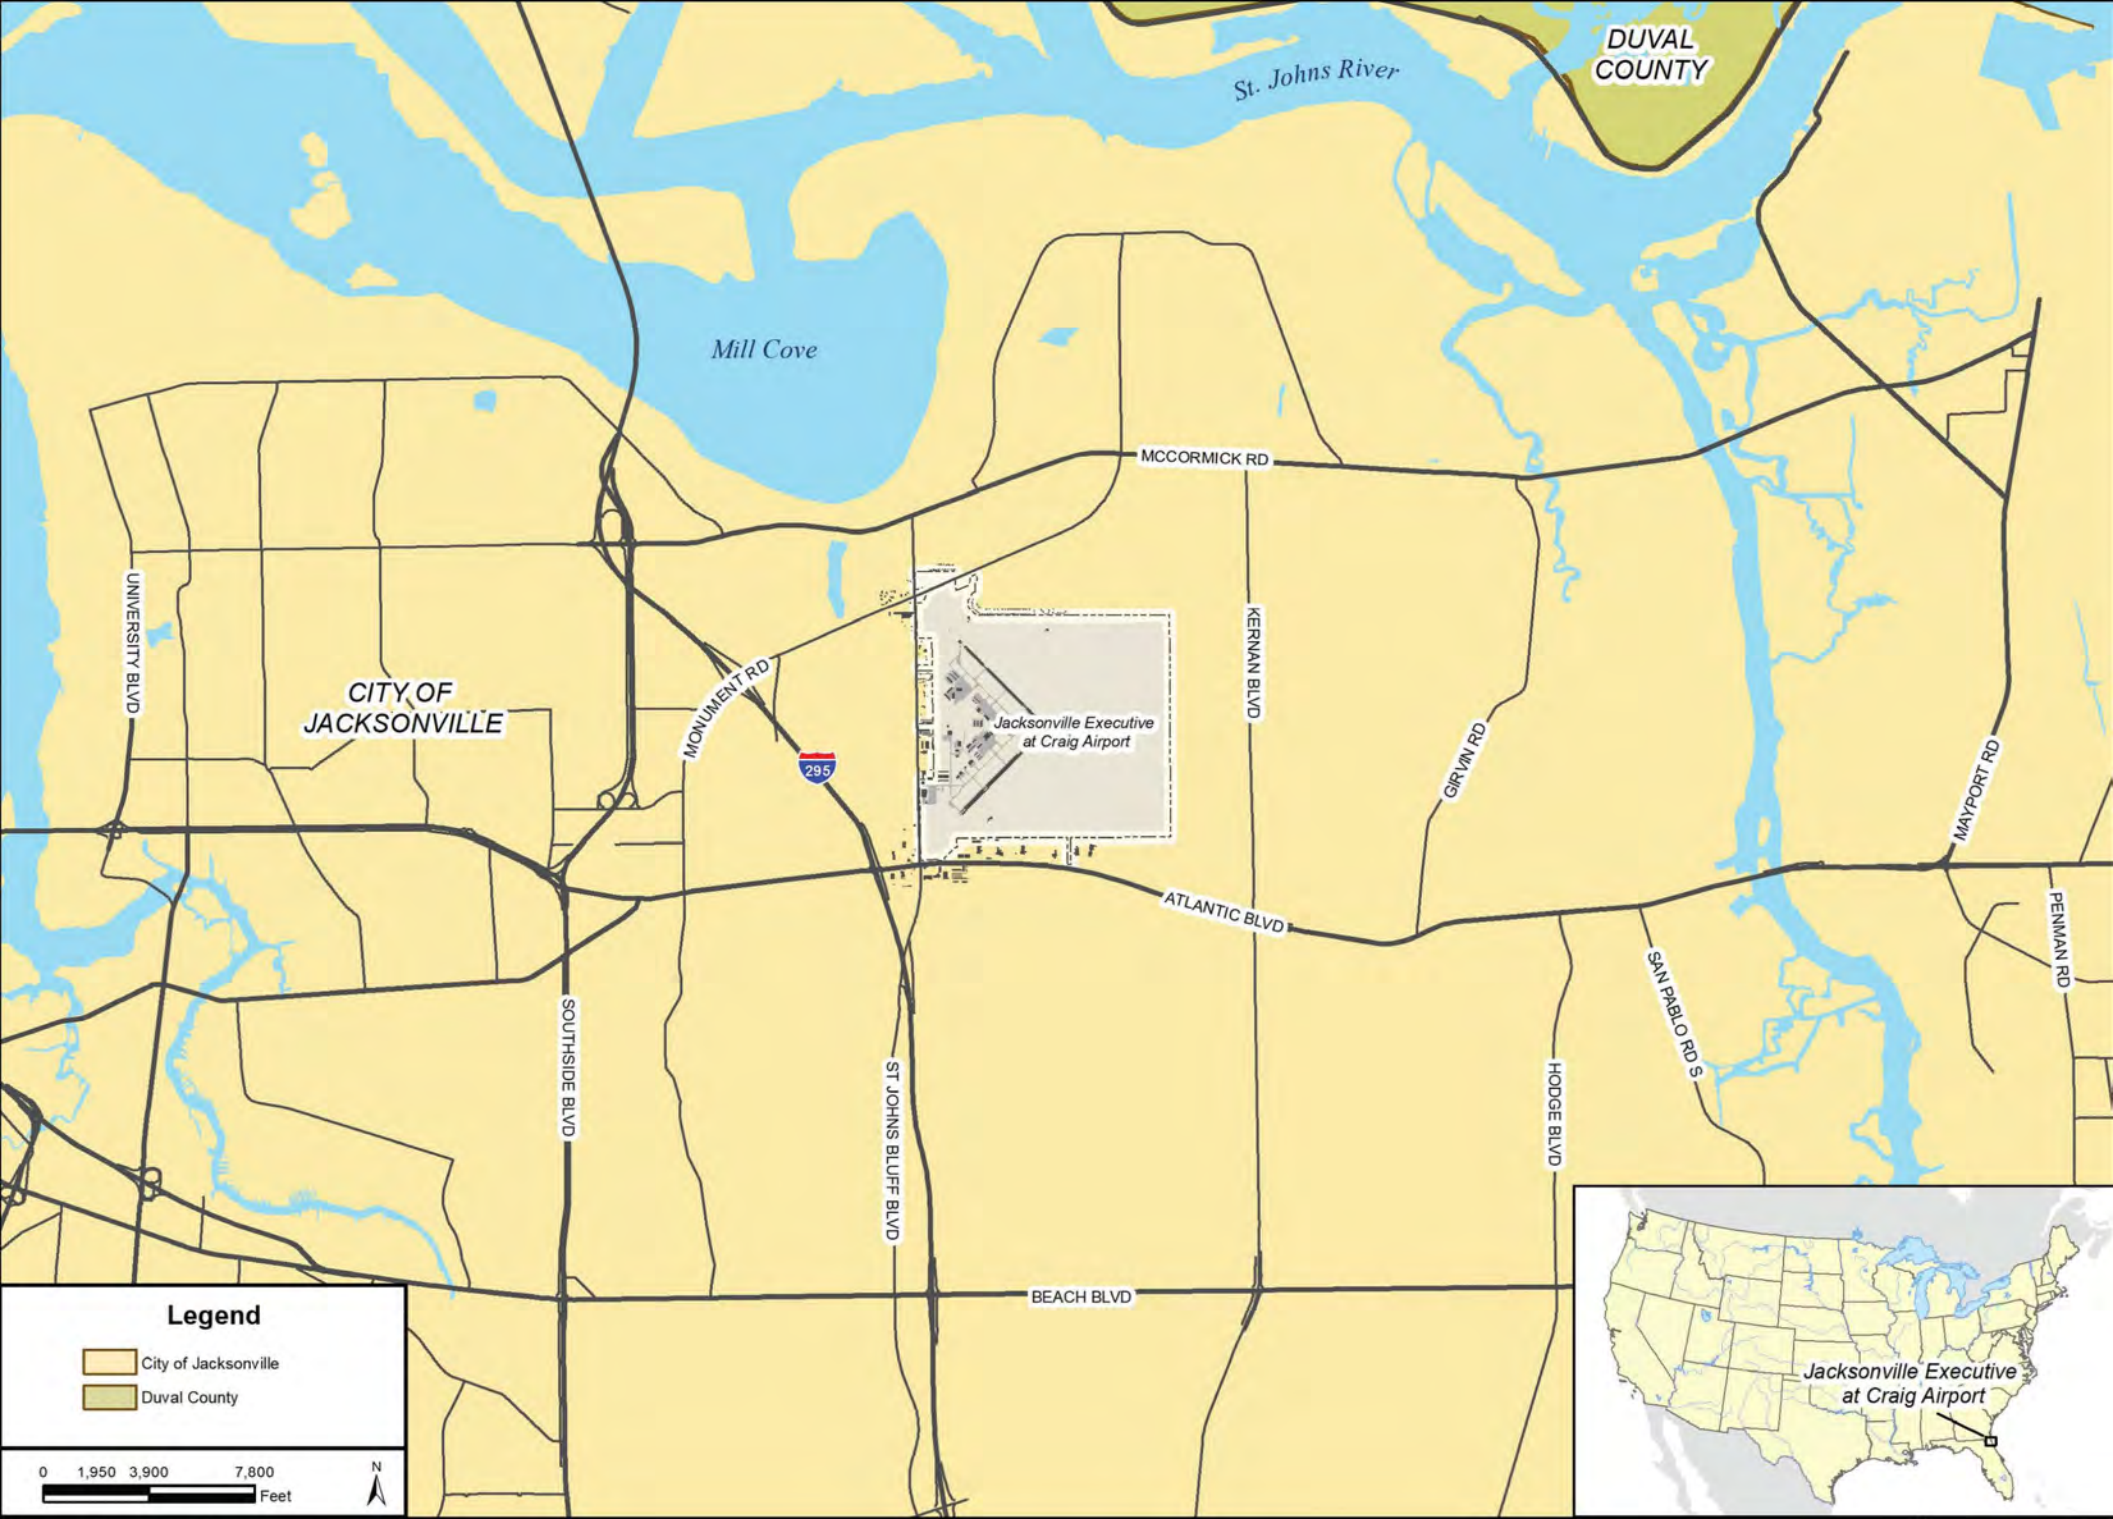 DUVAL
COUNTY
St. Johns River
Mill Cove
MCCORMICK RD
UNIVERSITY BLVD
CITY OF
JACKSONVILLE
MONUMENT RD
295
Jacksonville Executive
at Craig Airport
KERNAN BLVD
GIRVIN RD
MAYPORT RD
ATLANTIC BLVD
PENMAN RD
SAN PABLO RD S
SOUTHSIDE BLVD
ST JOHNS BLUFF BLVD
HODGE BLVD
BEACH BLVD
Legend
City of Jacksonville
Duval County
0 1,950 3,900 7,800
Feet
N
Jacksonville Executive
at Craig Airport